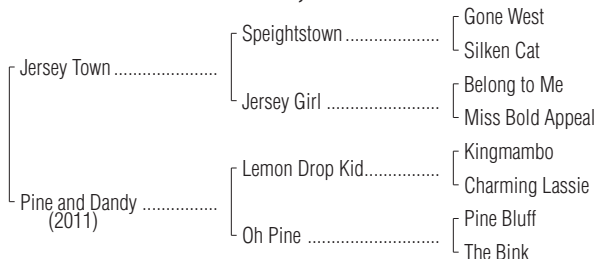 Gone West
Speightstown ....................
Silken Cat
Jersey Town ......................
Belong to Me
Jersey Girl ........................
Miss Bold Appeal
Kingmambo
Lemon Drop Kid................
Charming Lassie
Pine and Dandy ................
(2011)
Pine Bluff
Oh Pine ............................
The Bink